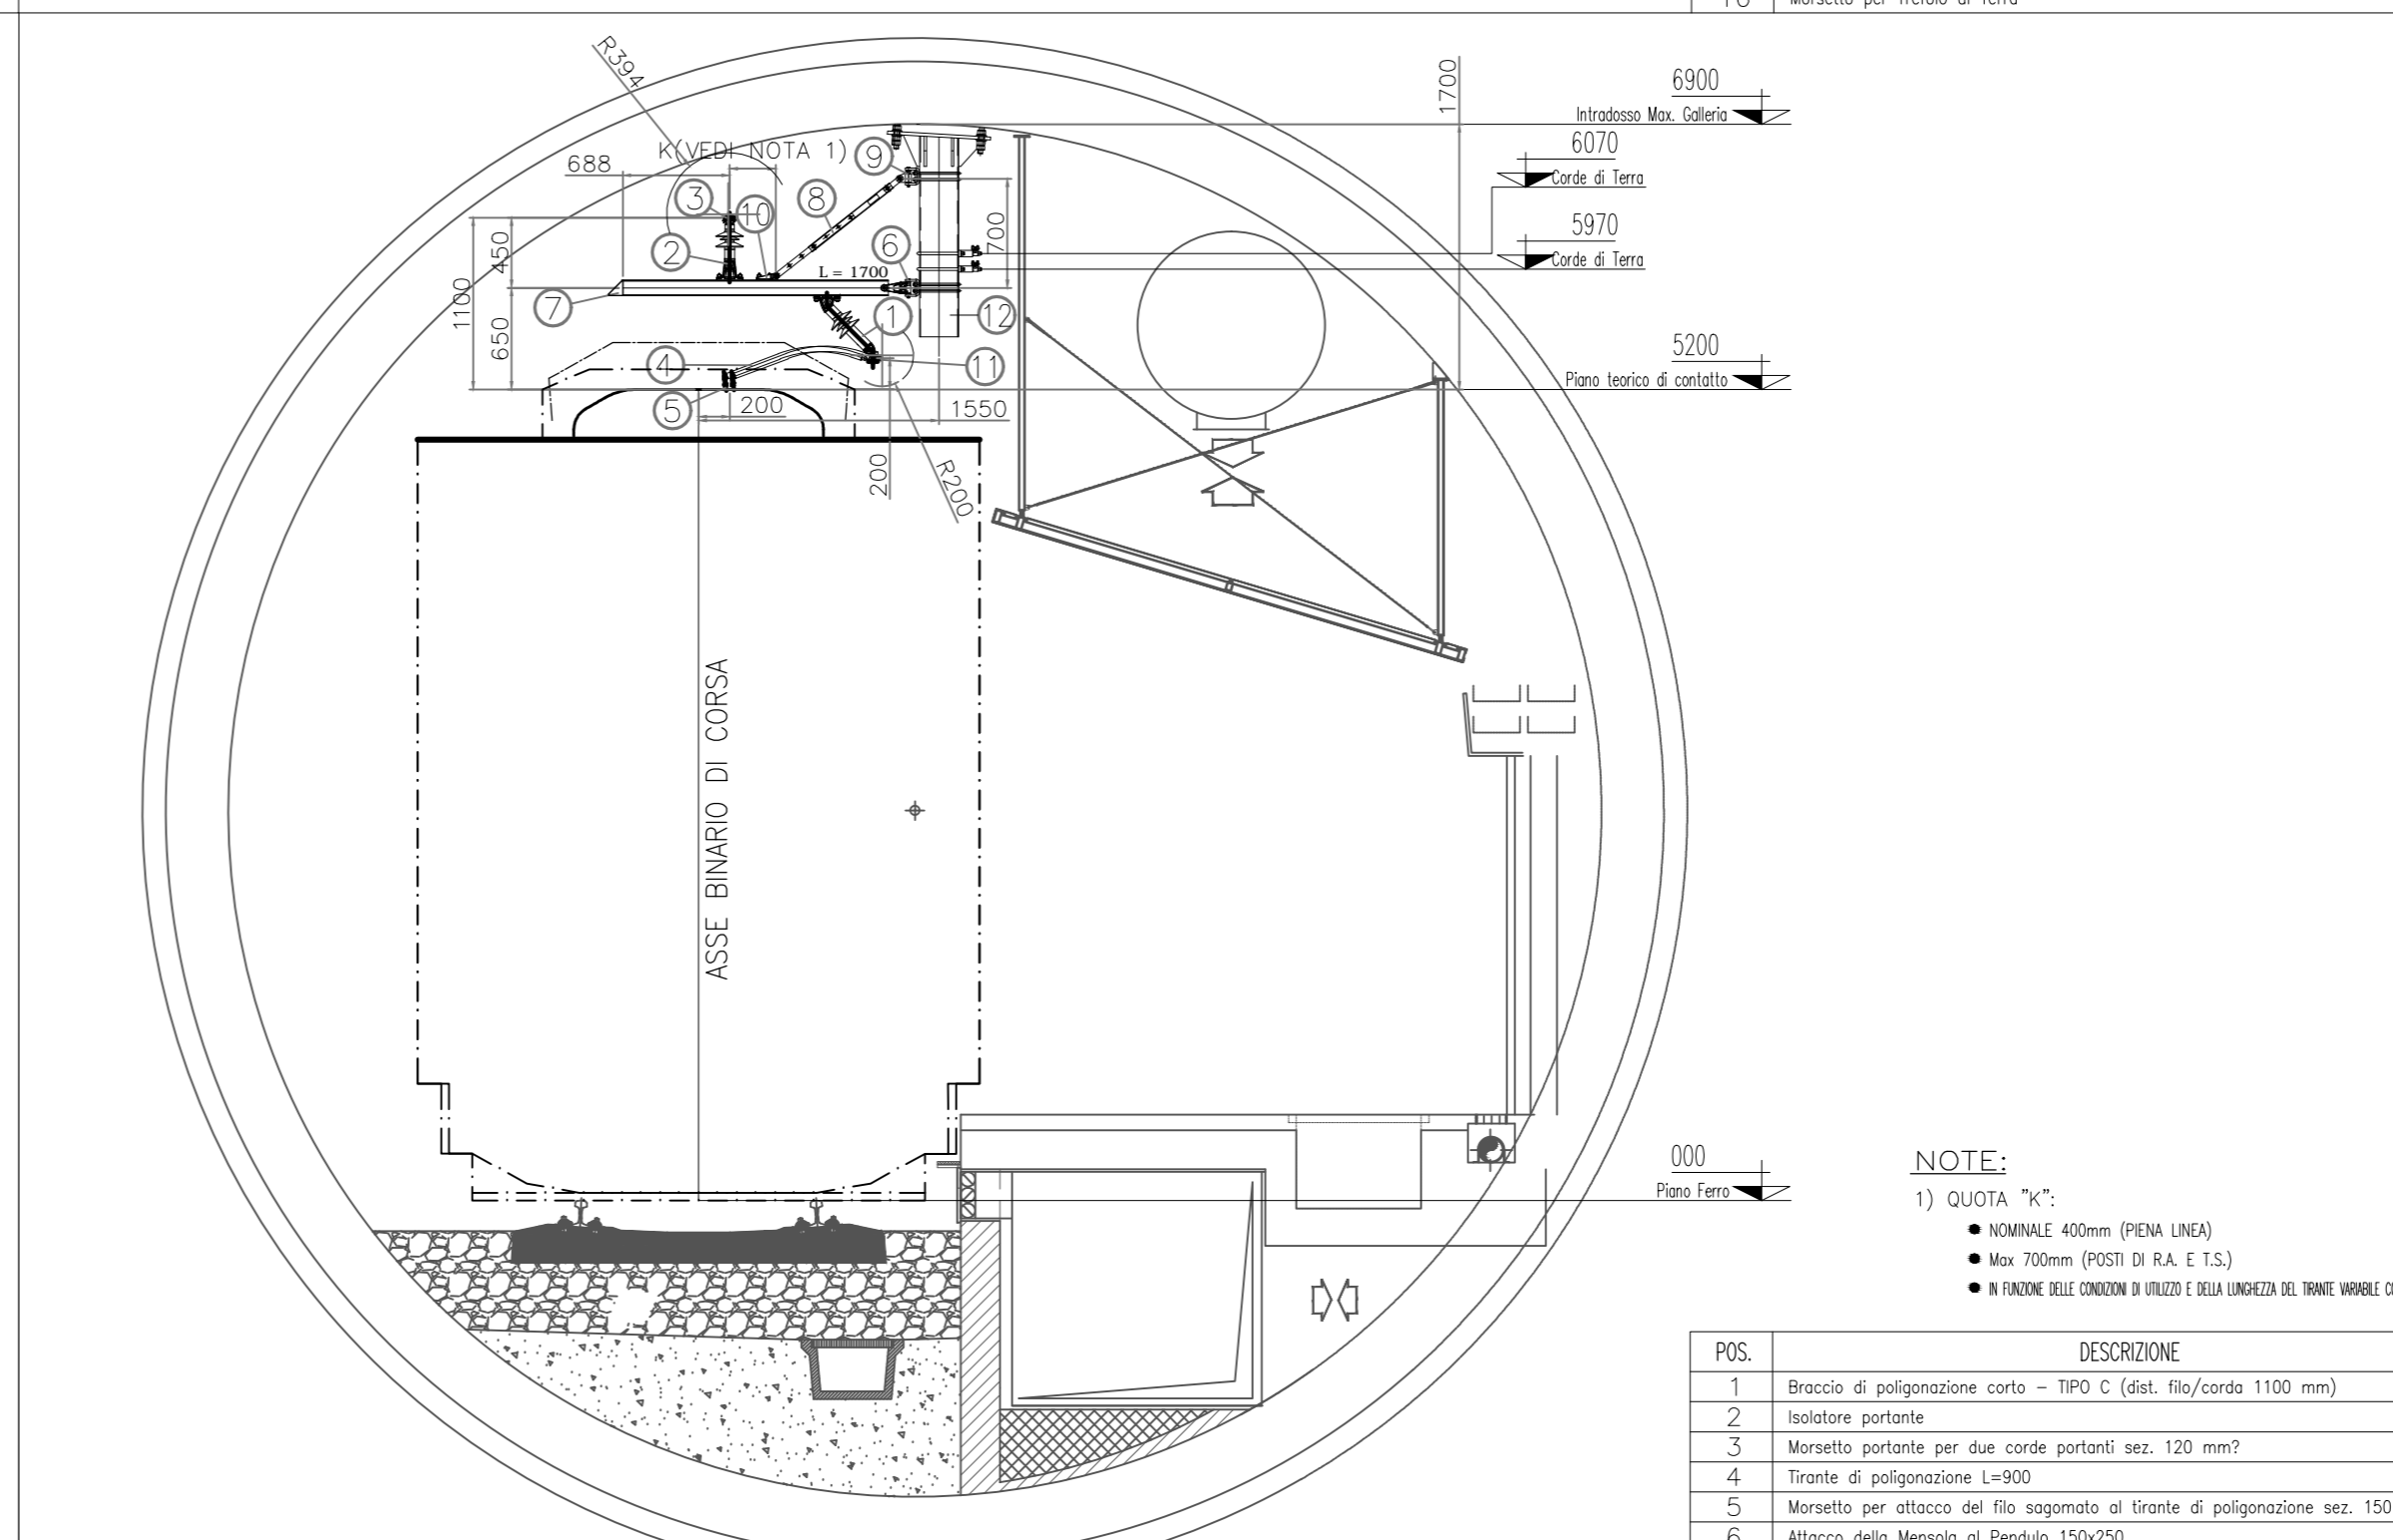 Morsetto per Trefolo di Terra
R394
K(VEDI NOTA 1)
688
9
3
10
8
2
6
700
L = 1700
7
1
12
450
1100
650
4
11
5
200
1550
200
R200
1700
6900
Intradosso Max. Galleria
6070
Corde di Terra
5970
Corde di Terra
5200
Piano teorico di contatto
ASSE BINARIO DI CORSA
000
Piano Ferro
NOTE:
1) QUOTA "K":
● NOMINALE 400mm (PIENA LINEA)
● Max 700mm (POSTI DI R.A. E T.S.)
● IN FUNZIONE DELLE CONDIZIONI DI UTILIZZO E DELLA LUNGHEZZA DEL TIRANTE VARIABILE
POS. DESCRIZIONE
1 Braccio di poligonazione corto – TIPO C (dist. filo/corda 1100 mm)
2 Isolatore portante
3 Morsetto portante per due corde portanti sez. 120 mm?
4 Tirante di poligonazione L=900
5 Morsetto per attacco del filo sagomato al tirante di poligonazione sez. 150
6 Attacco della Mensola al Pendulo 150x250